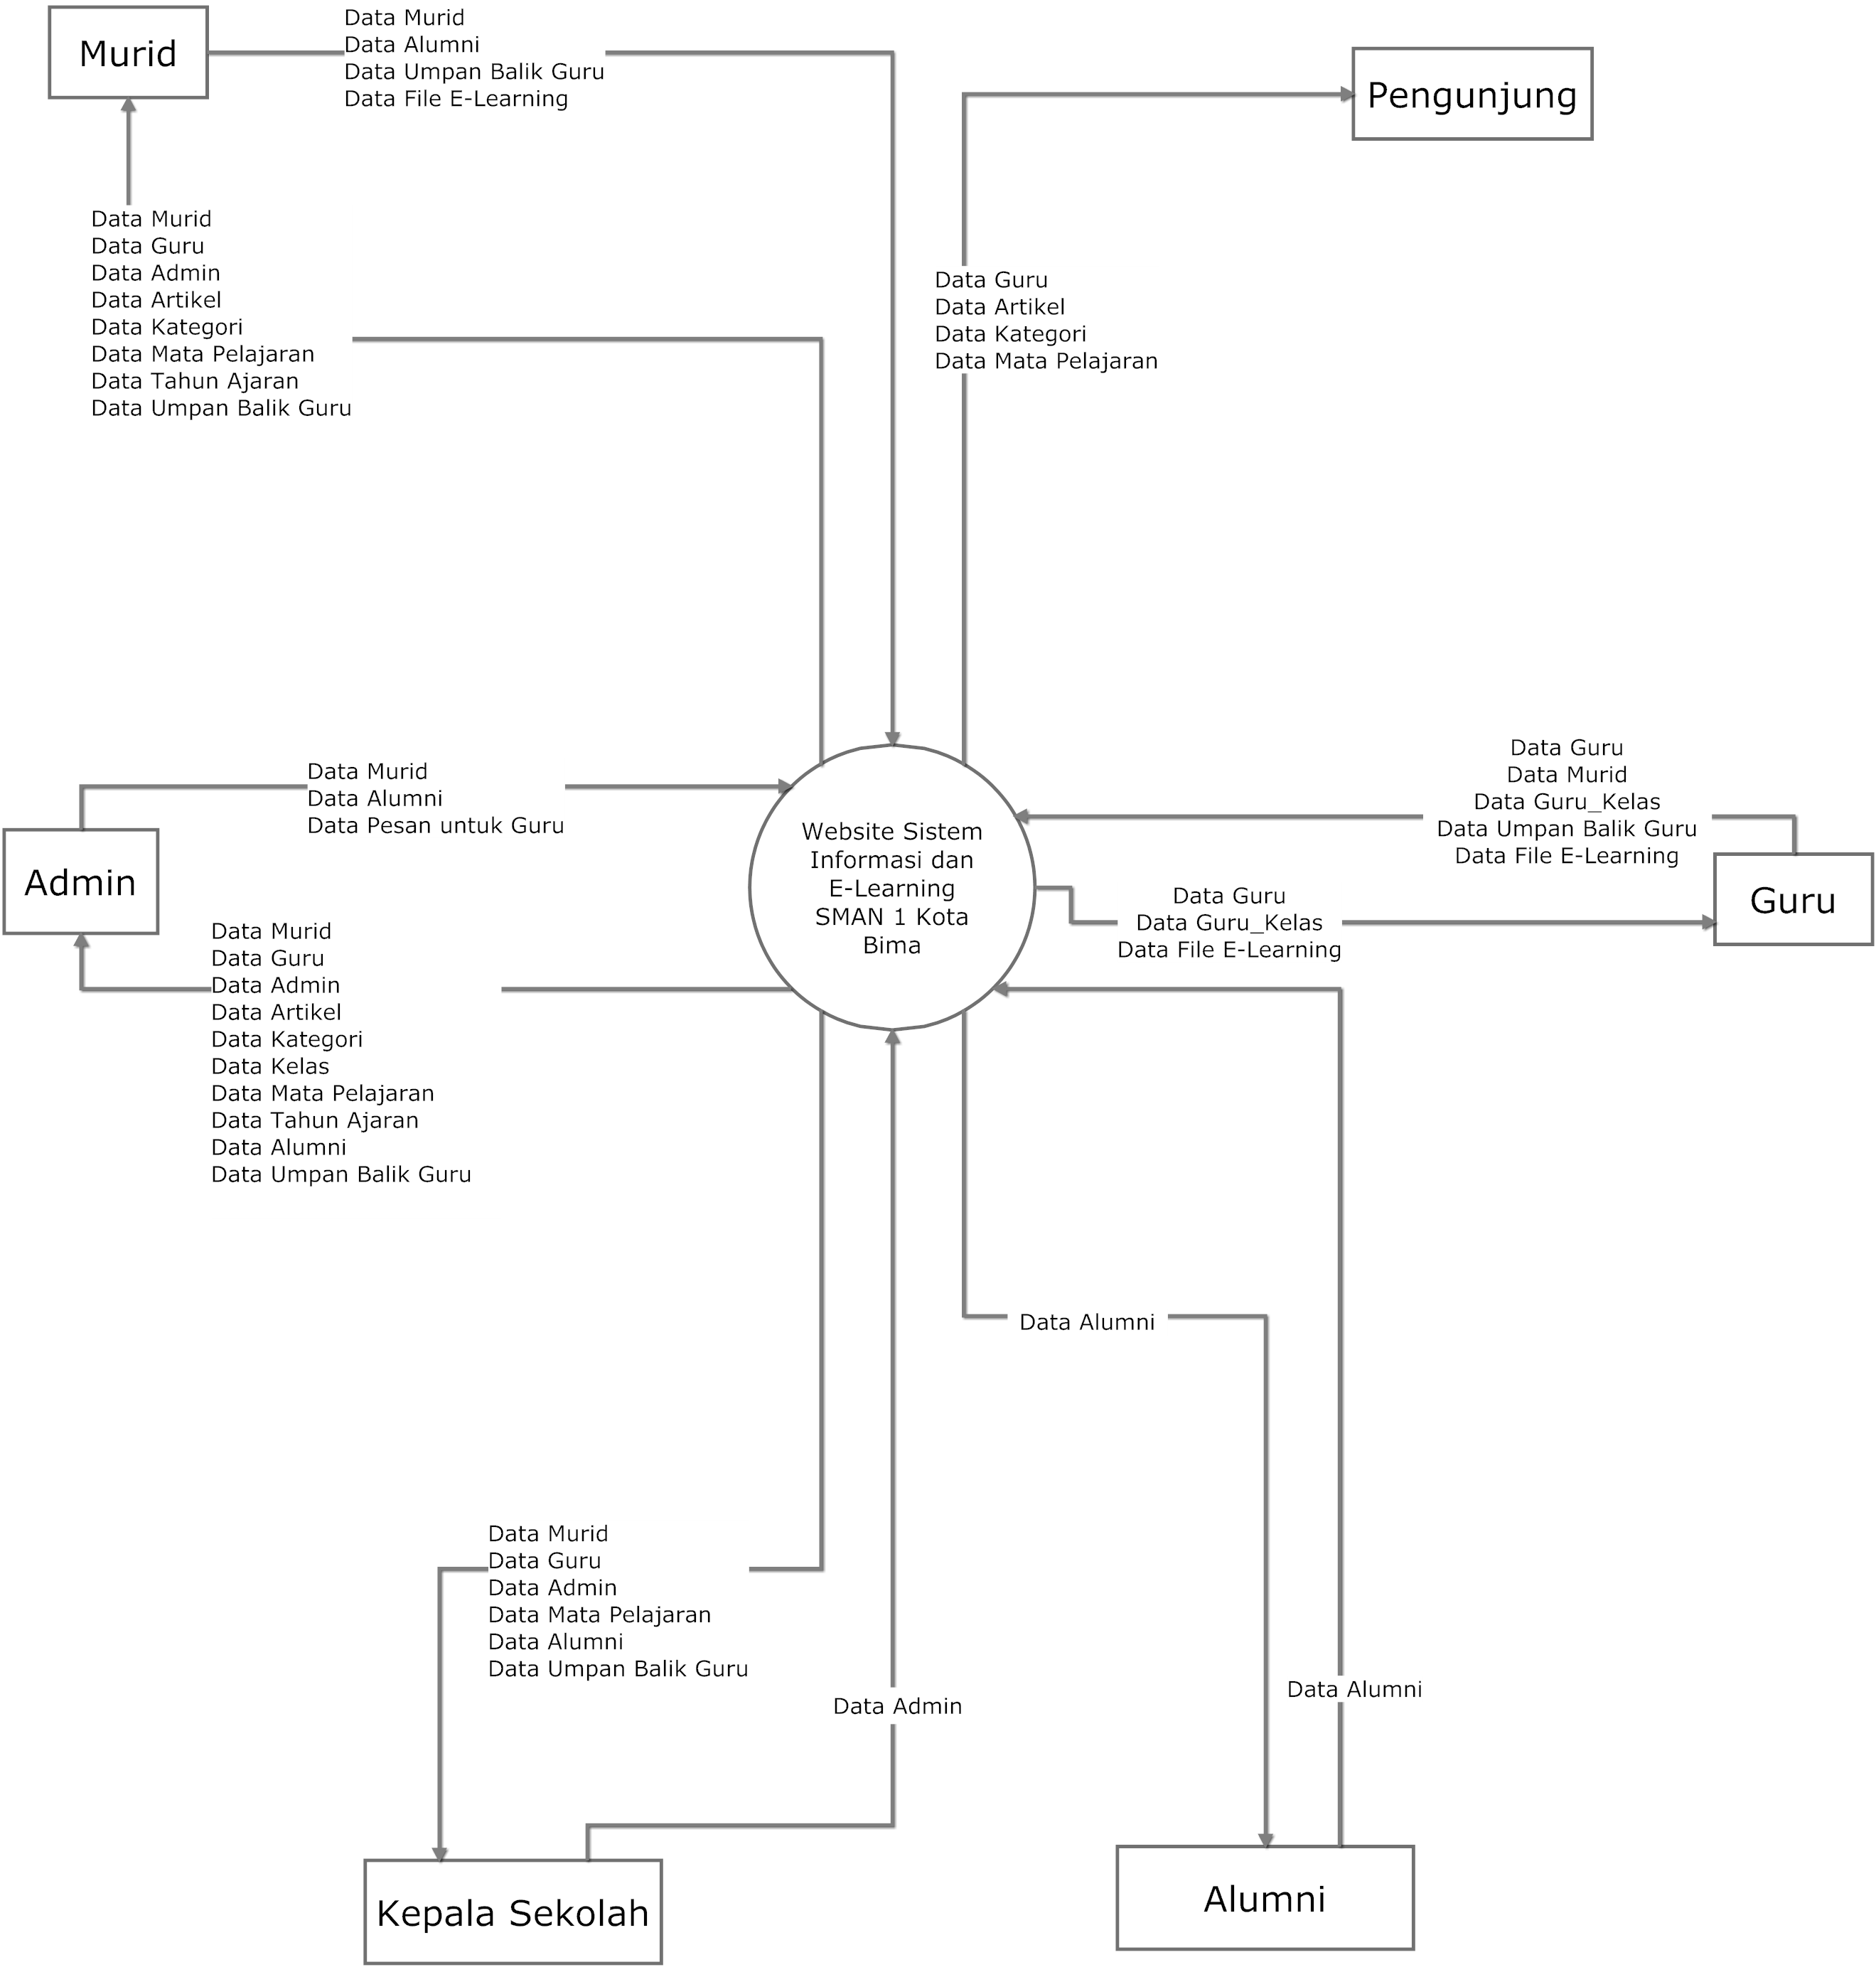 Murid
Data Murid
Data Alumni
Data Umpan Balik Guru
Data File E-Learning
Pengunjung
Data Murid
Data Guru
Data Admin
Data Artikel
Data Kategori
Data Mata Pelajaran
Data Tahun Ajaran
Data Umpan Balik Guru
Data Guru
Data Artikel
Data Kategori
Data Mata Pelajaran
Data Murid
Data Alumni
Data Pesan untuk Guru
Admin
Website Sistem
Informasi dan
E-Learning
SMAN 1 Kota
Bima
Data Guru
Data Murid
Data Guru_Kelas
Data Umpan Balik Guru
Data File E-Learning
Guru
Data Guru
Data Guru_Kelas
Data File E-Learning
Data Murid
Data Guru
Data Admin
Data Artikel
Data Kategori
Data Kelas
Data Mata Pelajaran
Data Tahun Ajaran
Data Alumni
Data Umpan Balik Guru
Data Alumni
Data Murid
Data Guru
Data Admin
Data Mata Pelajaran
Data Alumni
Data Umpan Balik Guru
Data Admin
Data Alumni
Kepala Sekolah
Alumni